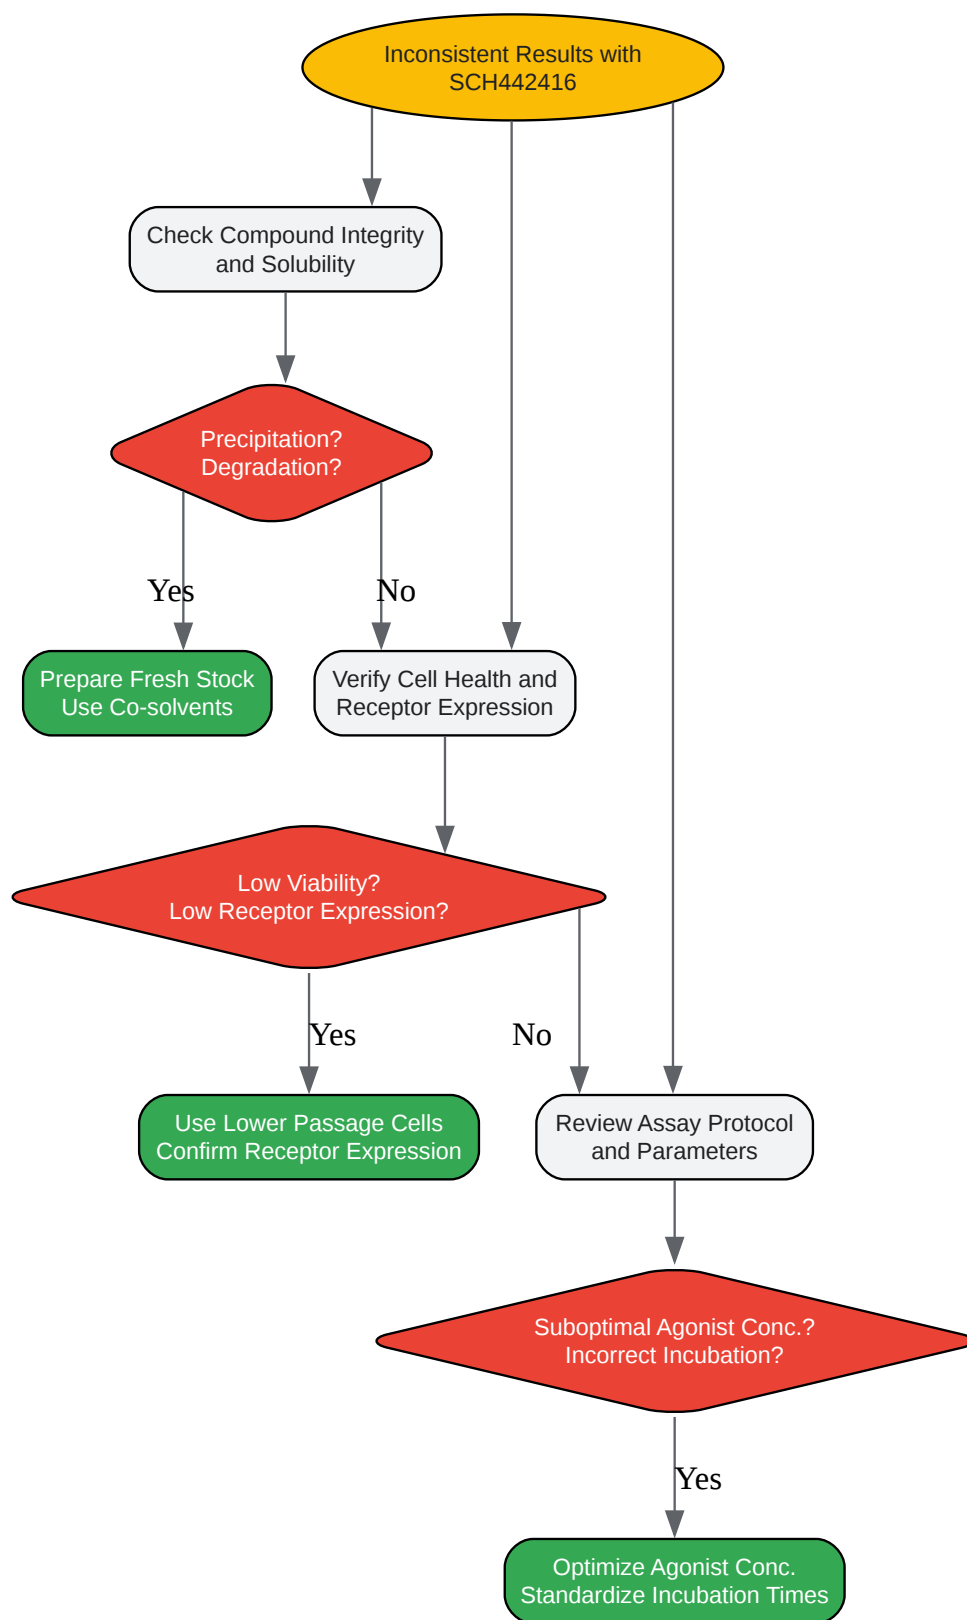 Inconsistent Results with
SCH442416
Check Compound Integrity
and Solubility
Precipitation?
Degradation?
Yes
No
Prepare Fresh Stock
Use Co-solvents
Verify Cell Health and
Receptor Expression
Low Viability?
Low Receptor Expression?
Yes
No
Use Lower Passage Cells
Confirm Receptor Expression
Review Assay Protocol
and Parameters
Suboptimal Agonist Conc.?
Incorrect Incubation?
Yes
Optimize Agonist Conc.
Standardize Incubation Times